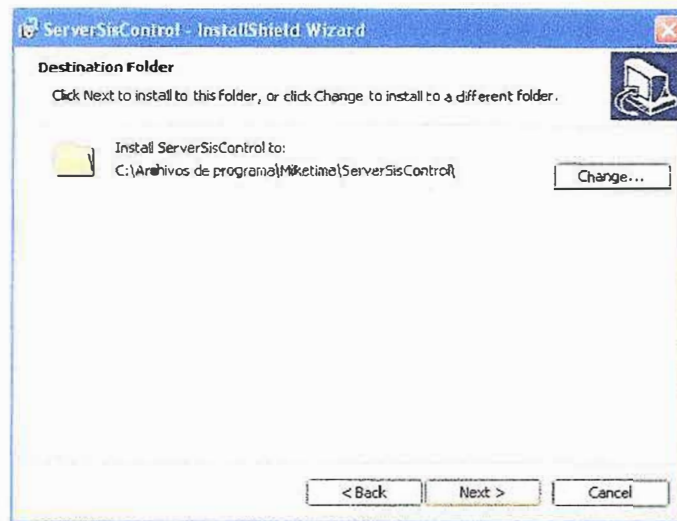 ServerSisControl - InstallShield Wizard
Destination Folder
Click Next to install to this folder, or click Change to install to a different folder.
Install ServerSisControl to:
C:\Archivos de programa\Miketima\ServerSisControl\
Change...
< Back
Next >
Cancel